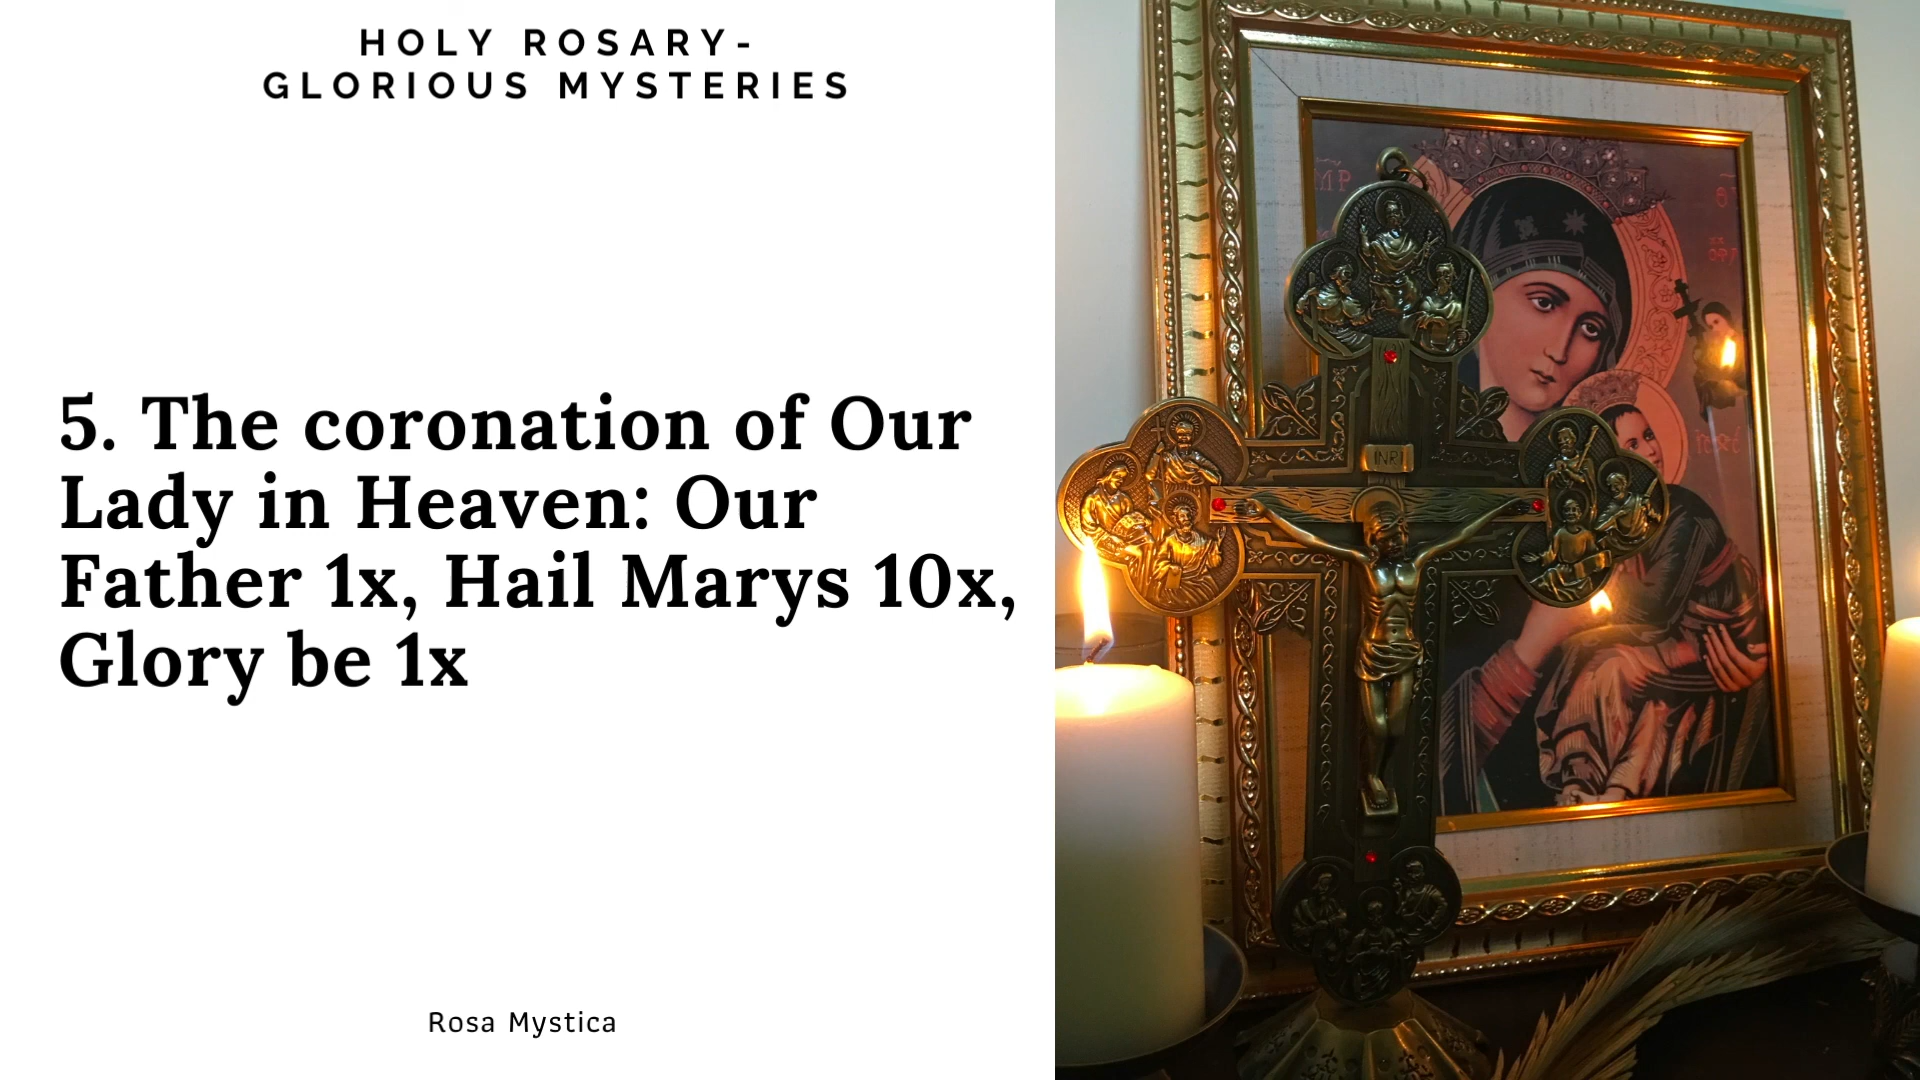 HOLY ROSARY-
GLORIOUS MYSTERIES
5. The coronation of Our
Lady in Heaven: Our
Father 1x, Hail Marys 10x,
Glory be 1x
Rosa Mystica
INRI
MP